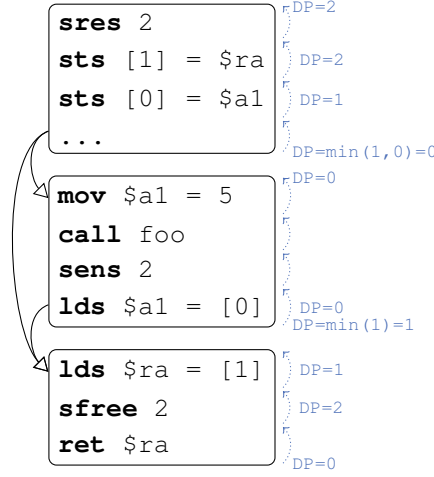 sres 2
DP=2
sts [1] = $ra
DP=2
sts [0] = $a1
DP=1
...
DP=min(1,0)=0
mov $a1 = 5
DP=0
call foo
sens 2
lds $a1 = [0]
DP=0
DP=min(1)=1
lds $ra = [1]
DP=1
sfree 2
DP=2
ret $ra
DP=0